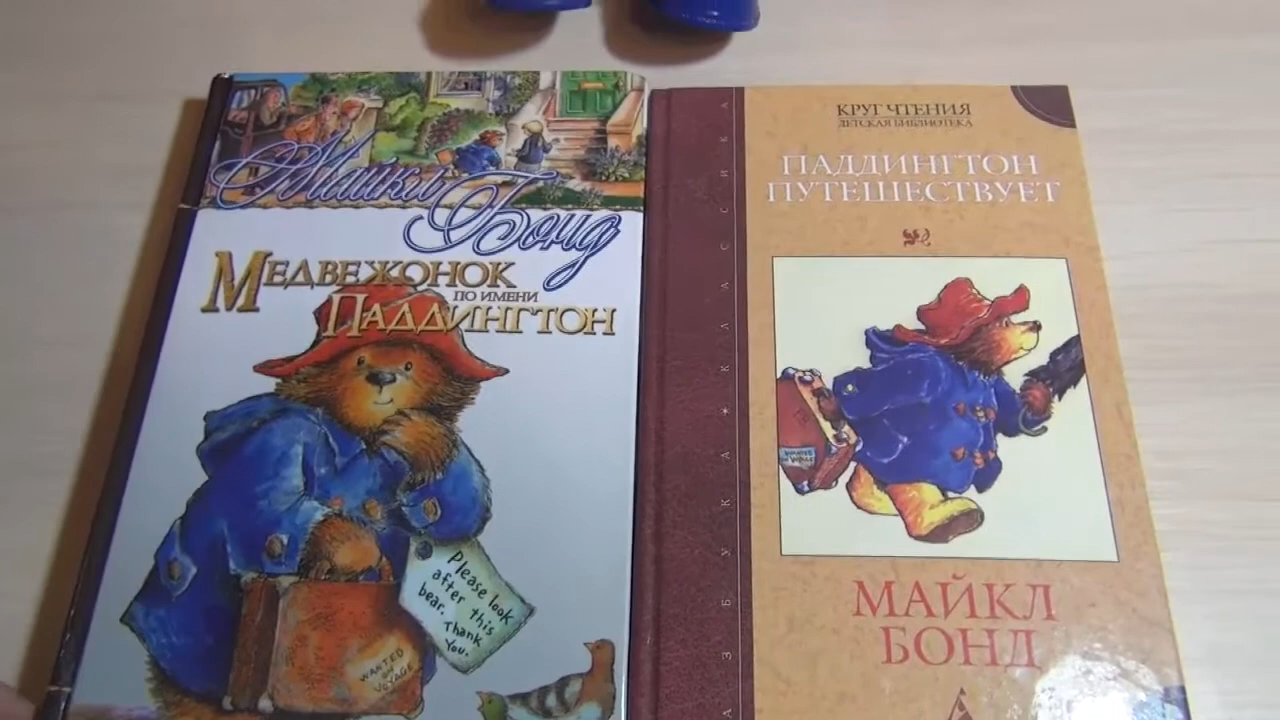 Майкл
Бонд
МЕДВЕЖОНОК
ПО ИМЕНИ
ПАДДИНГТОН
Please look
after this
bear. Thank
You.
WANTED
ON
VOYAGE
АЗБУКА * КЛАССИКА
КРУГ ЧТЕНИЯ
ДЕТСКАЯ БИБЛИОТЕКА
ПАДДИНГТОН
ПУТЕШЕСТВУЕТ
МАЙКЛ
БОНД